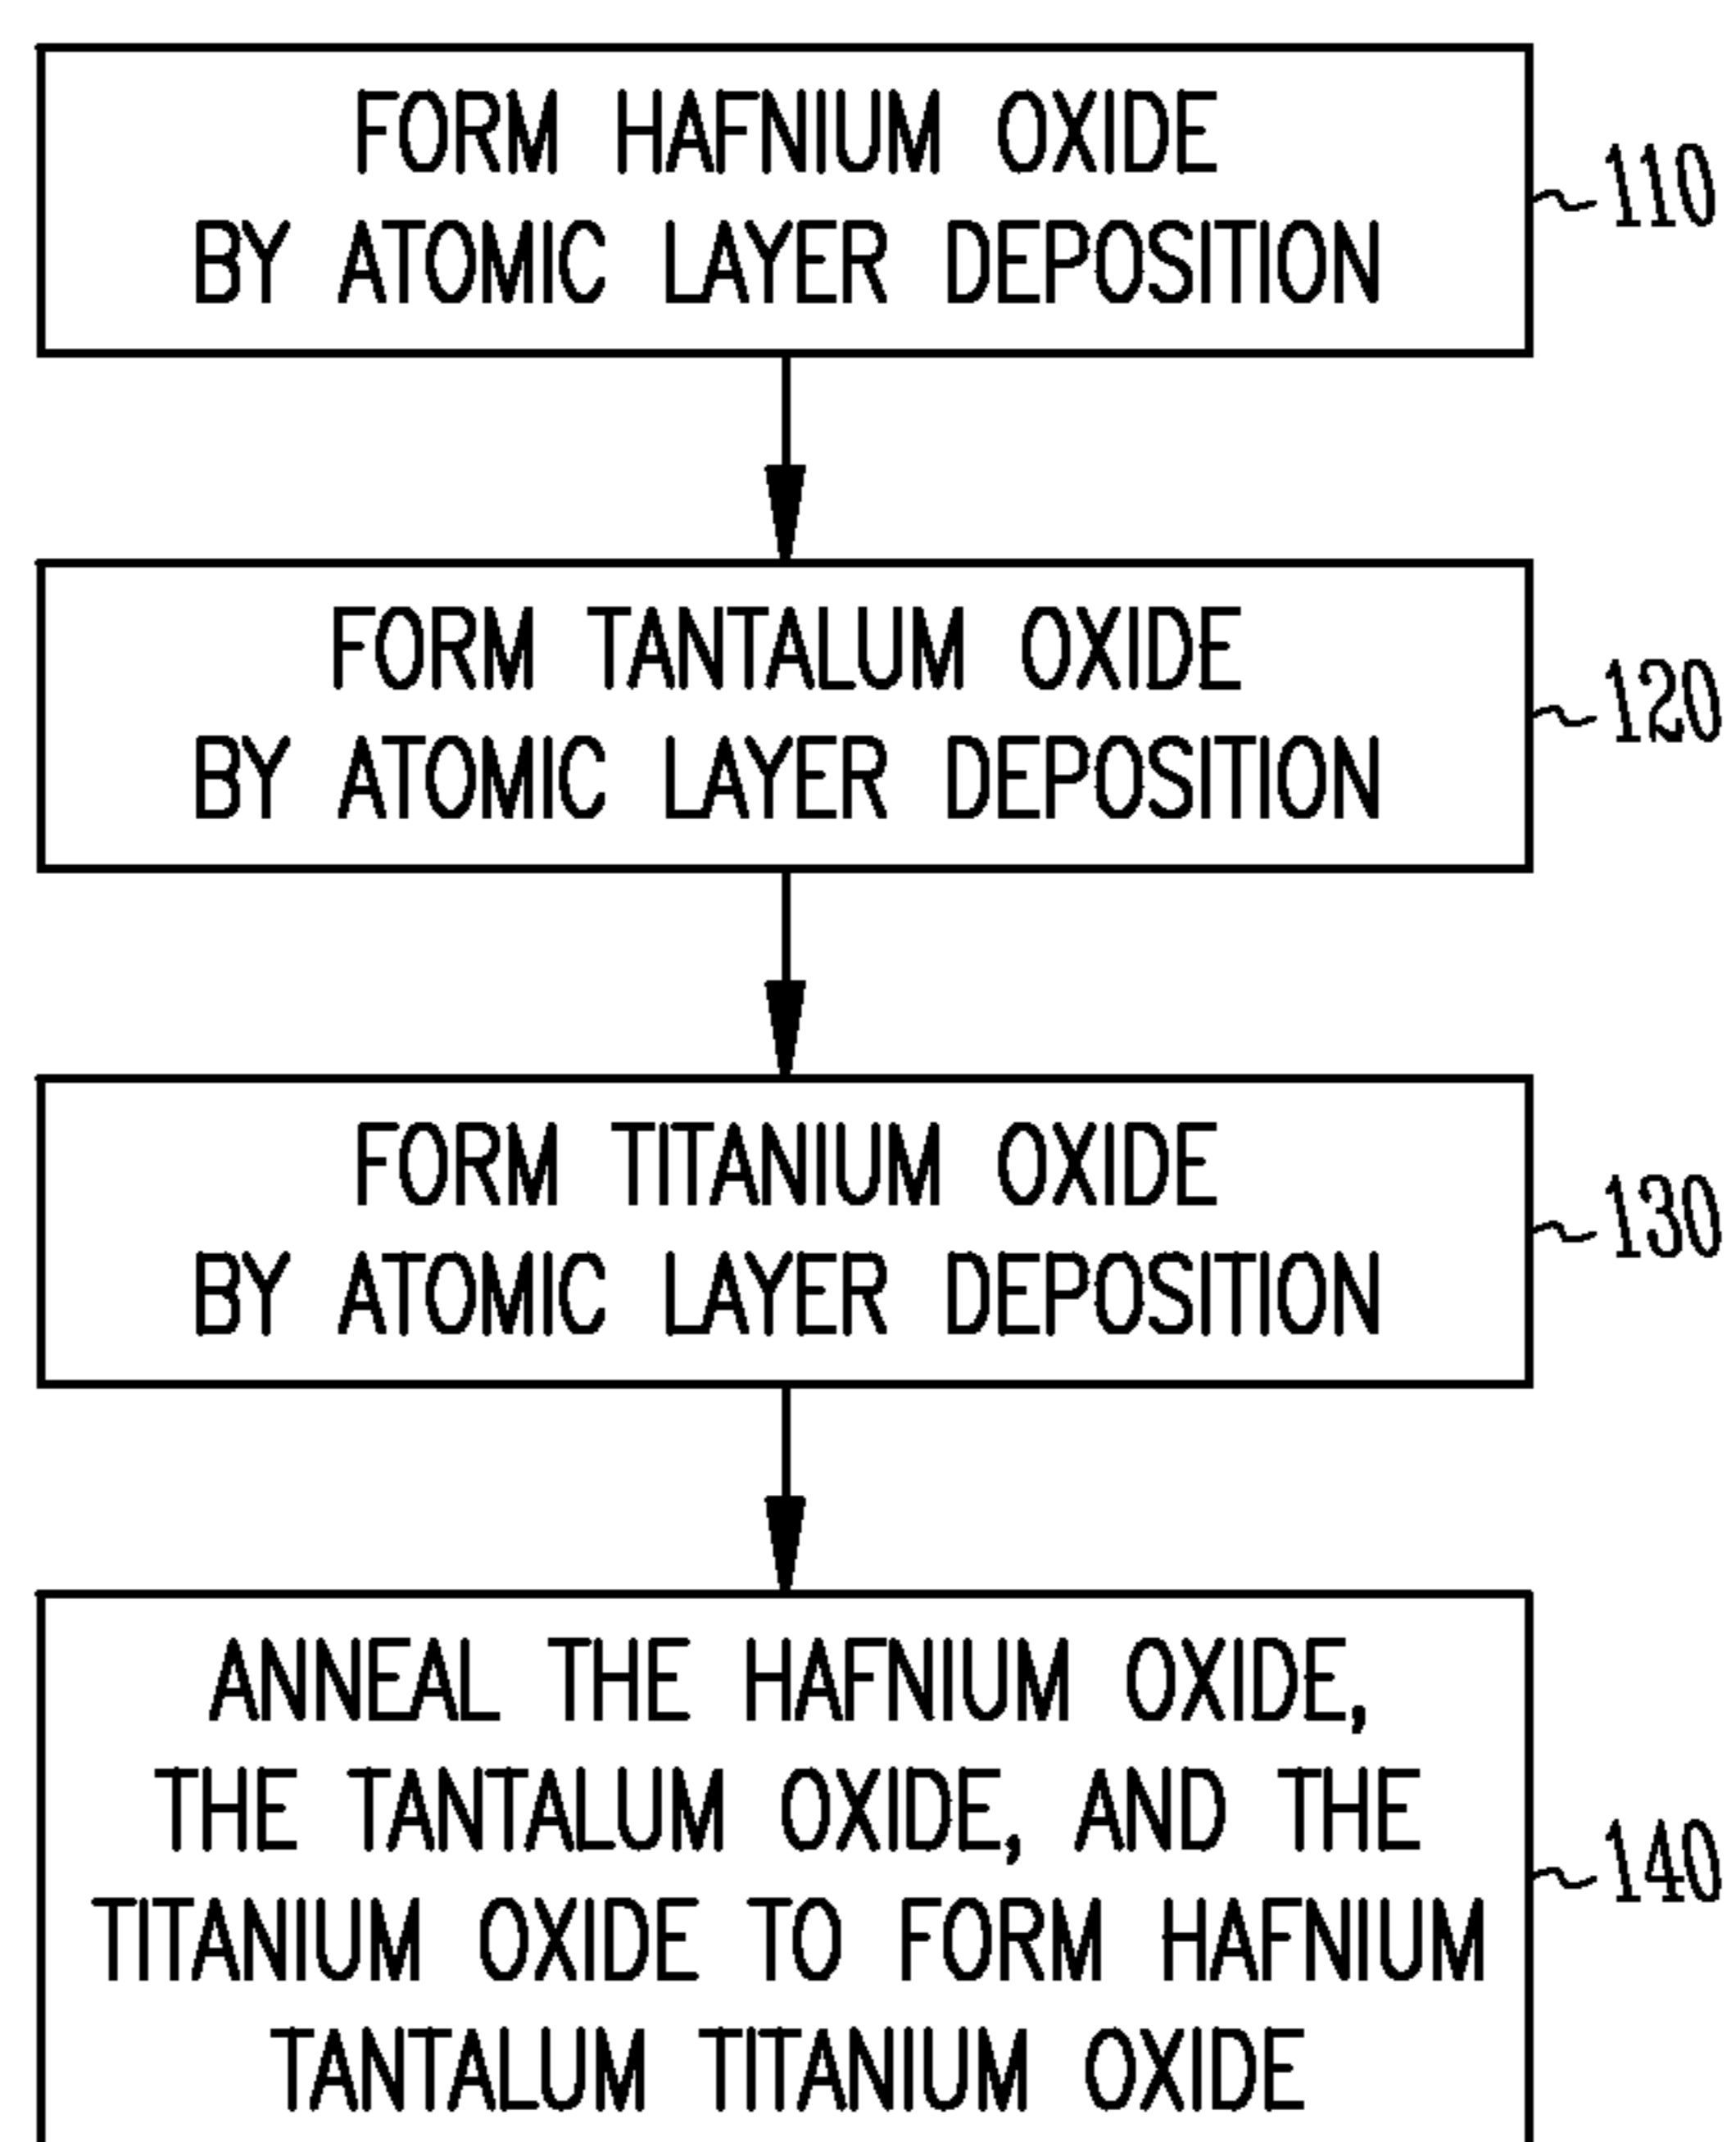 FORM HAFNIUM OXIDE
BY ATOMIC LAYER DEPOSITION
110
FORM TANTALUM OXIDE
BY ATOMIC LAYER DEPOSITION
120
FORM TITANIUM OXIDE
BY ATOMIC LAYER DEPOSITION
130
ANNEAL THE HAFNIUM OXIDE,
THE TANTALUM OXIDE, AND THE
TITANIUM OXIDE TO FORM HAFNIUM
TANTALUM TITANIUM OXIDE
140